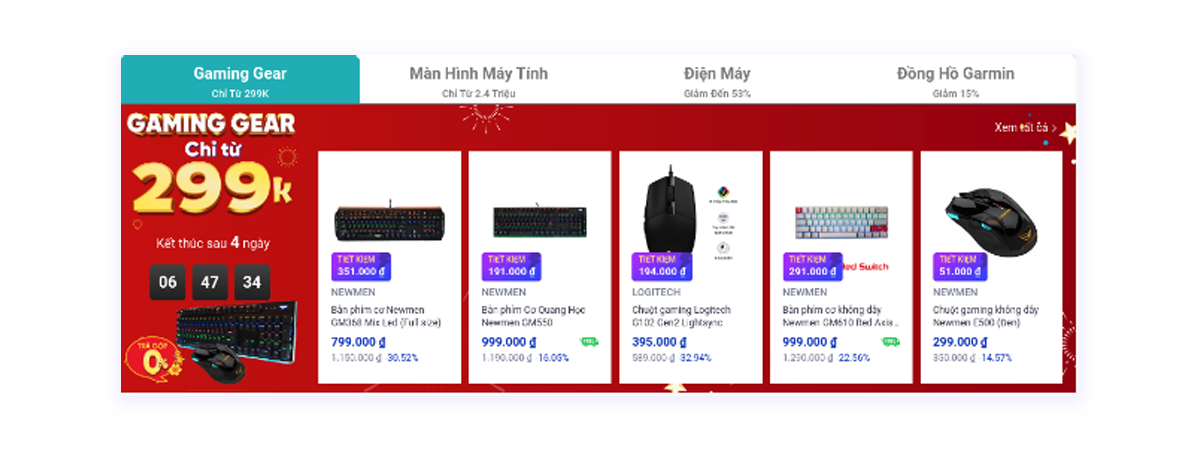 Gaming Gear
Chỉ Từ 299K
Màn Hình Máy Tính
Chỉ Từ 2.4 Triệu
Điện Máy
Giảm Đến 53%
Đồng Hồ Garmin
Giảm 15%
GAMING GEAR
Chỉ từ
299k
Kết thúc sau 4 ngày
06 47 34
TRẢ GÓP
0%
Xem tất cả >
TIẾT KIỆM
351.000 ₫
NEWMEN
Bàn phím cơ Newmen
GM368 Mix Led (Full size)
799.000 ₫
1.150.000 ₫ -30.52%
TIẾT KIỆM
191.000 ₫
NEWMEN
Bàn phím Cơ Quang Học
Newmen GM550
999.000 ₫
1.190.000 ₫ -16.05%
TIẾT KIỆM
194.000 ₫
LOGITECH
Chuột gaming Logitech
G102 Gen2 Lightsync
395.000 ₫
589.000 ₫ -32.94%
Red Switch
TIẾT KIỆM
291.000 ₫
NEWMEN
Bàn phím cơ không dây
Newmen GM610 Red Axis...
999.000 ₫
1.290.000 ₫ -22.56%
TIẾT KIỆM
51.000 ₫
NEWMEN
Chuột gaming không dây
Newmen E500 (Đen)
299.000 ₫
350.000 ₫ -14.57%